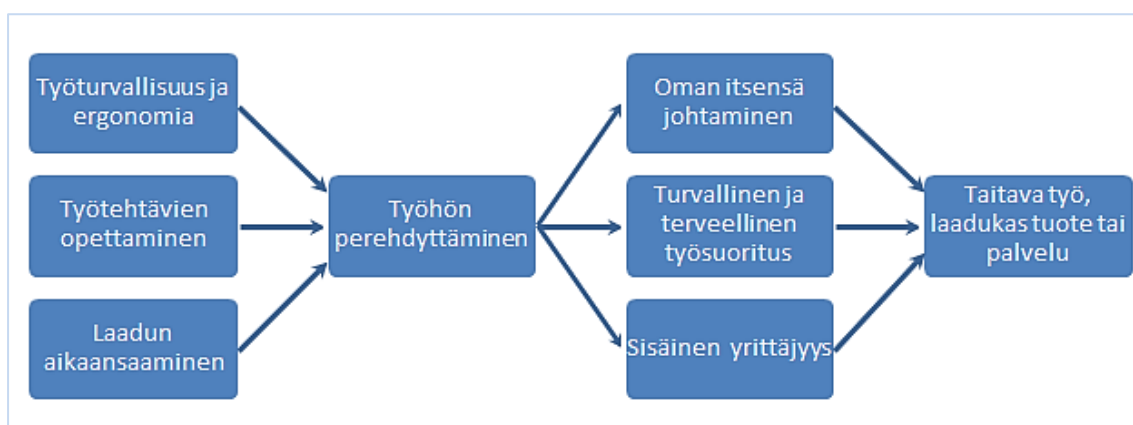 Työturvallisuus ja
ergonomia
Työtehtävien
opettaminen
Laadun
aikaansaaminen
Työhön
perehdyttäminen
Oman itsensä
johtaminen
Turvallinen ja
terveellinen
työsuoritus
Sisäinen yrittäjyys
Taitava työ,
laadukas tuote tai
palvelu